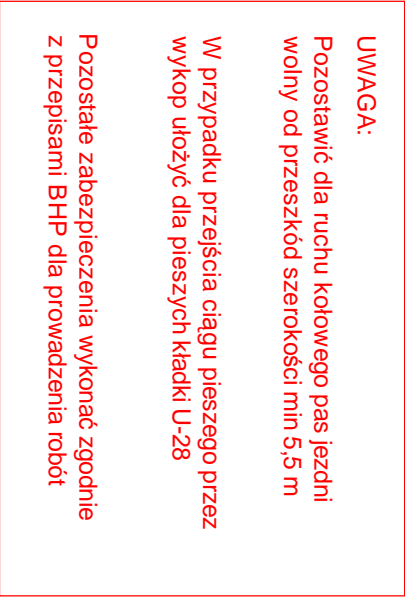 UWAGA:
Pozostawić dla ruchu kołowego pas jezdni
wolny od przeszkód szerokości min 5,5 m
W przypadku przejścia ciągu pieszego przez
wykop ułożyć dla pieszych kładki U-28
Pozostałe zabezpieczenia wykonać zgodnie
z przepisami BHP dla prowadzenia robót